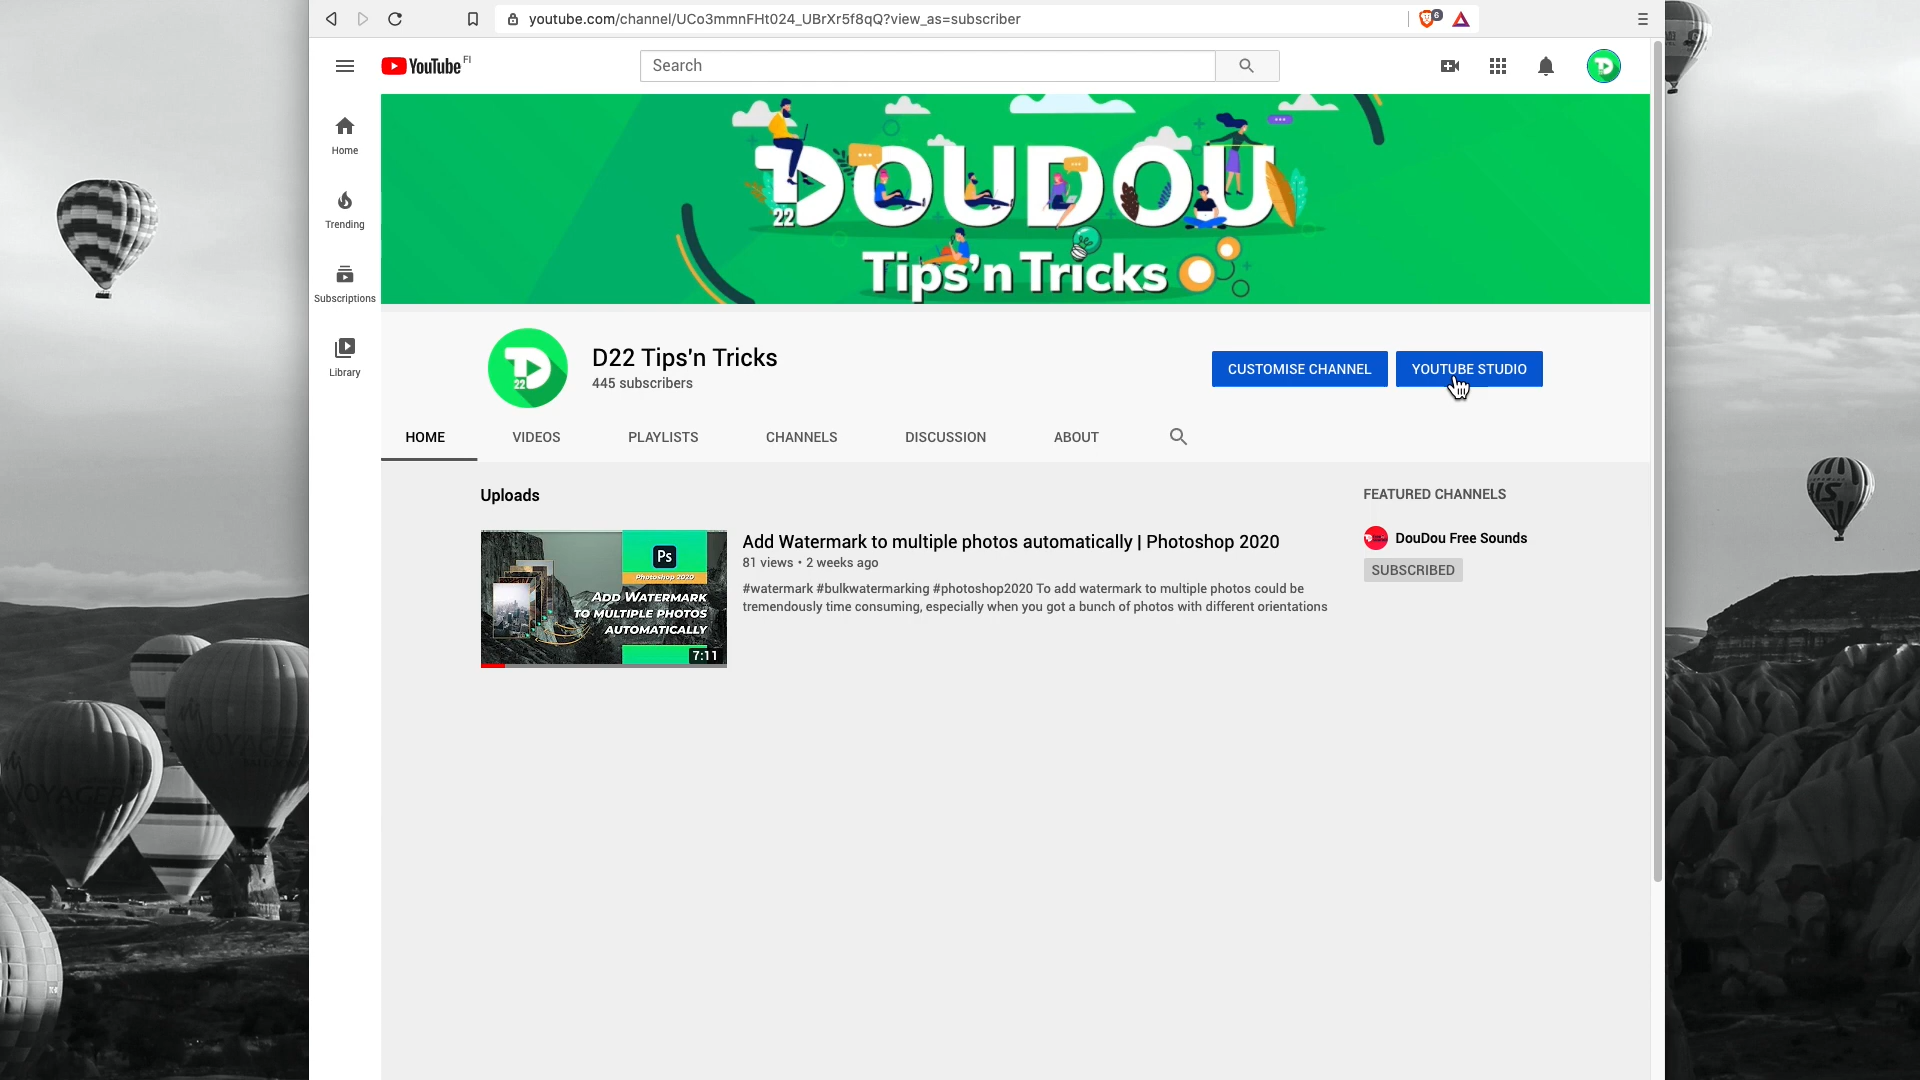 youtube.com/channel/UCo3mmnFHt024_UBrXr5f8qQ?view_as=subscriber
6
YouTube FI
Search
Home
Trending
Subscriptions
Library
DOUDOU
22
Tips'n Tricks
D22 Tips'n Tricks
445 subscribers
CUSTOMISE CHANNEL
YOUTUBE STUDIO
HOME
VIDEOS
PLAYLISTS
CHANNELS
DISCUSSION
ABOUT
Uploads
FEATURED CHANNELS
DouDou Free Sounds
SUBSCRIBED
Add Watermark to multiple photos automatically | Photoshop 2020
81 views • 2 weeks ago
#watermark #bulkwatermarking #photoshop2020 To add watermark to multiple photos could be
tremendously time consuming, especially when you got a bunch of photos with different orientations
Ps
Photoshop 2020
ADD WATERMARK
TO MULTIPLE PHOTOS
AUTOMATICALLY
7:11